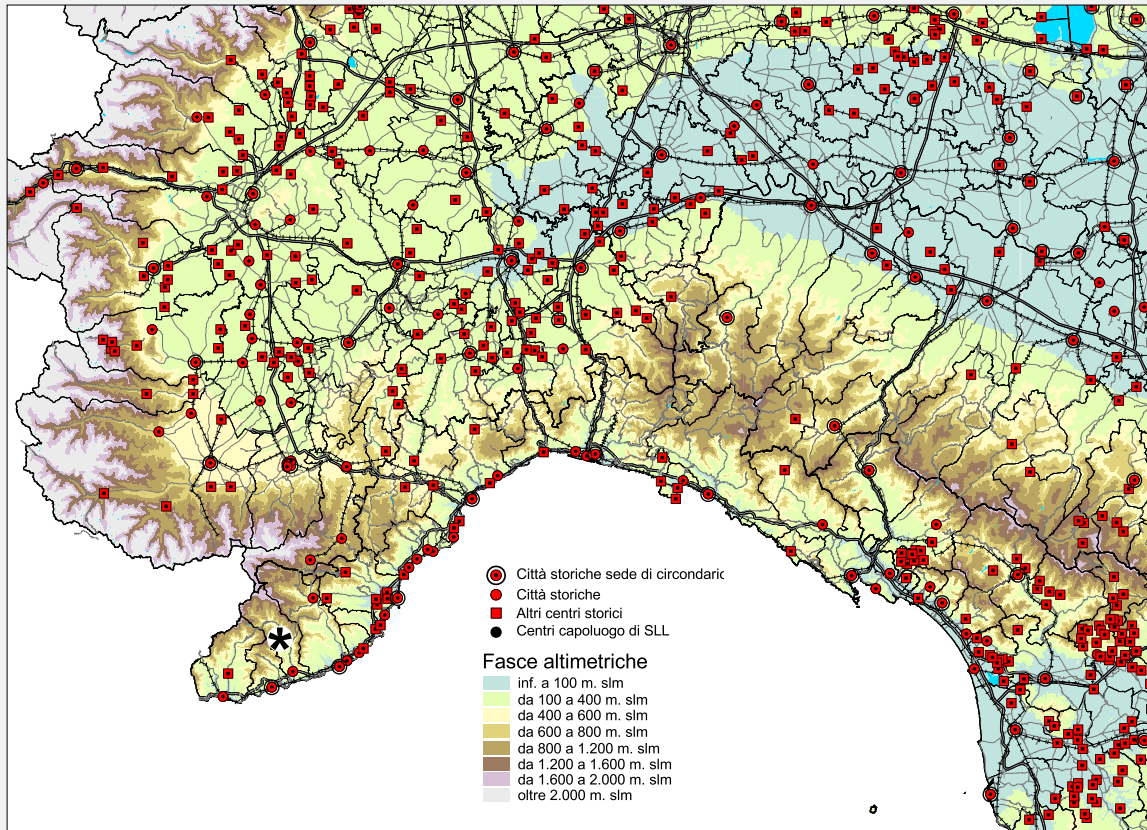 Città storiche sede di circondaric
Città storiche
Altri centri storici
Centri capoluogo di SLL
Fasce altimetriche
inf. a 100 m. slm
da 100 a 400 m. slm
da 400 a 600 m. slm
da 600 a 800 m. slm
da 800 a 1.200 m. slm
da 1.200 a 1.600 m. slm
da 1.600 a 2.000 m. slm
oltre 2.000 m. slm
*